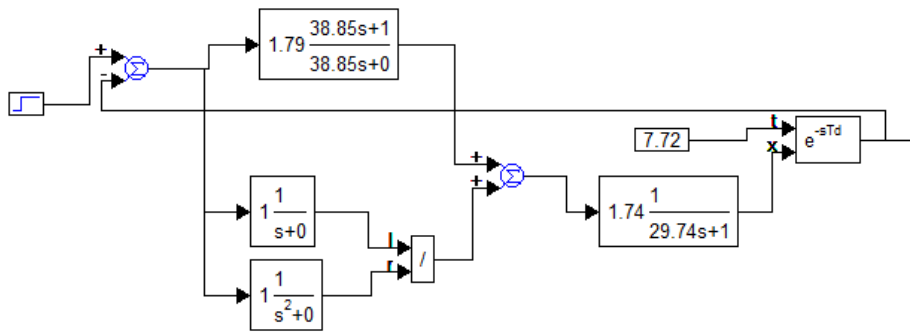 +
-
Σ
1.79 38.85s+1
38.85s+0
7.72
t
x
e^-sTd
+
+
Σ
1 1
s+0
l
r
/
1.74 1
29.74s+1
1 1
s²+0